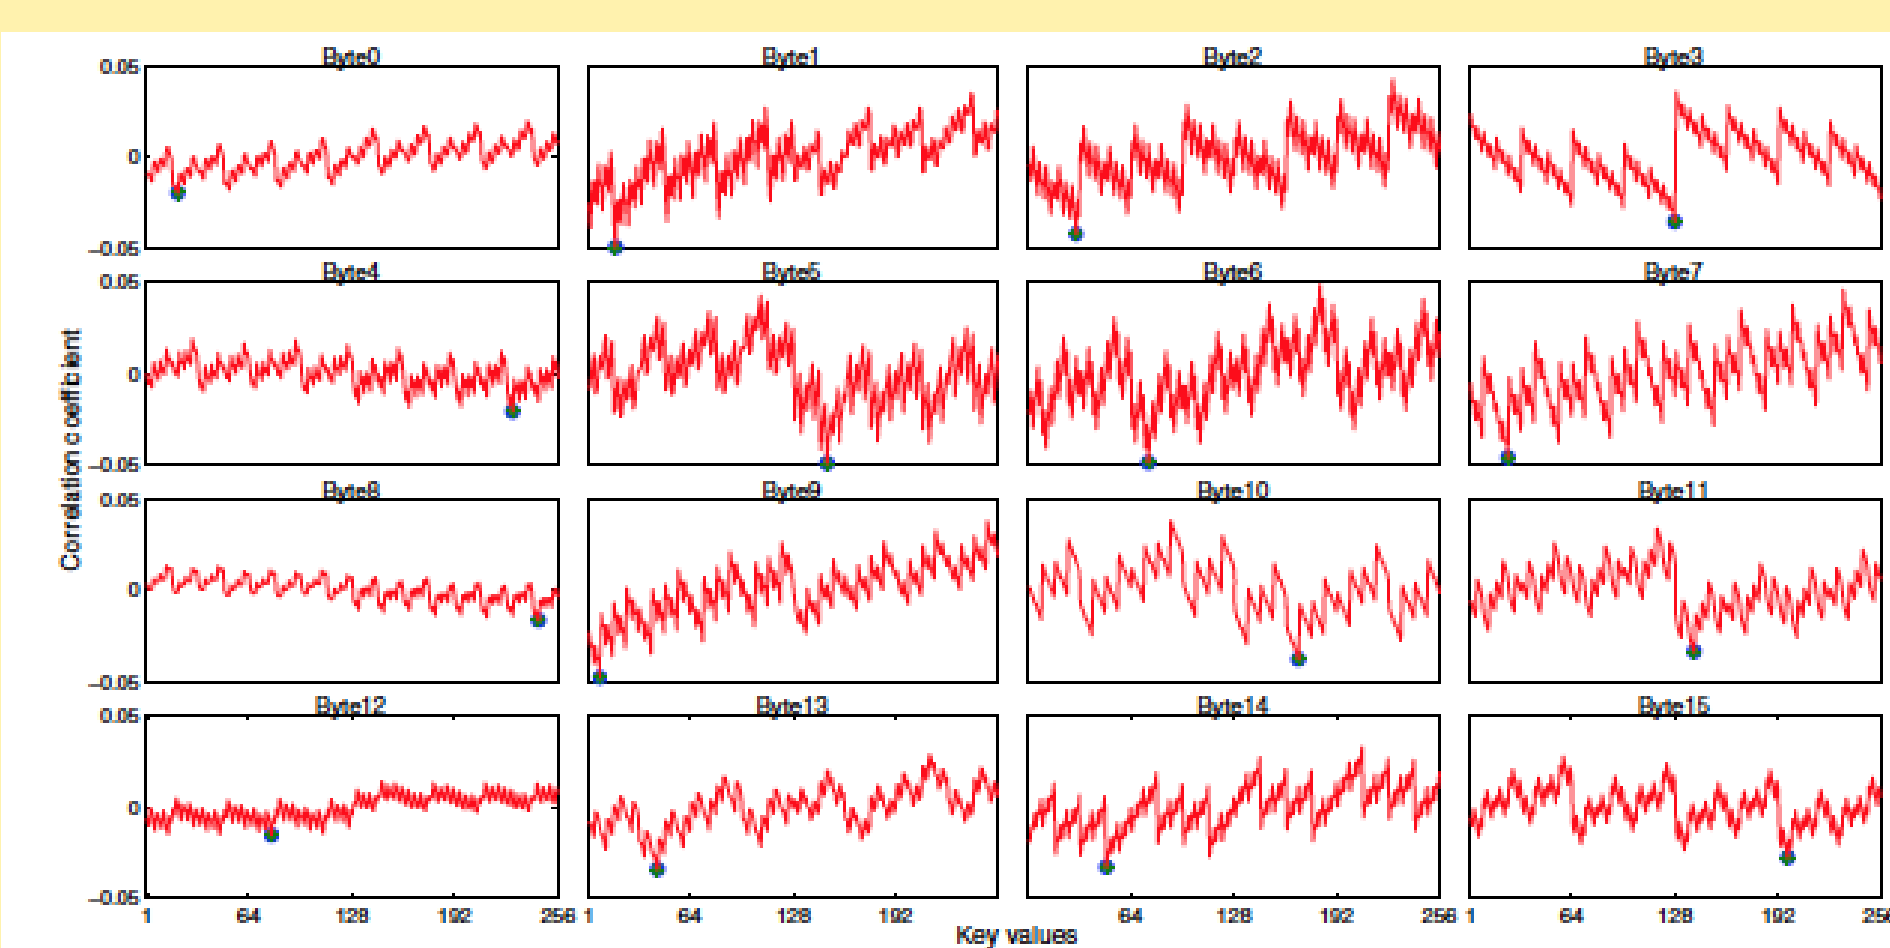 Byte0 Byte1 Byte2 Byte3
0.05
0
−0.05
Byte4 Byte5 Byte6 Byte7
0.05
0
−0.05
Correlation coefficient
Byte8 Byte9 Byte10 Byte11
0.05
0
−0.05
Byte12 Byte13 Byte14 Byte15
0.05
0
−0.05
1 64 128 192 256 1 64 128 192 64 128 192 256 1 64 128 192 256
Key values